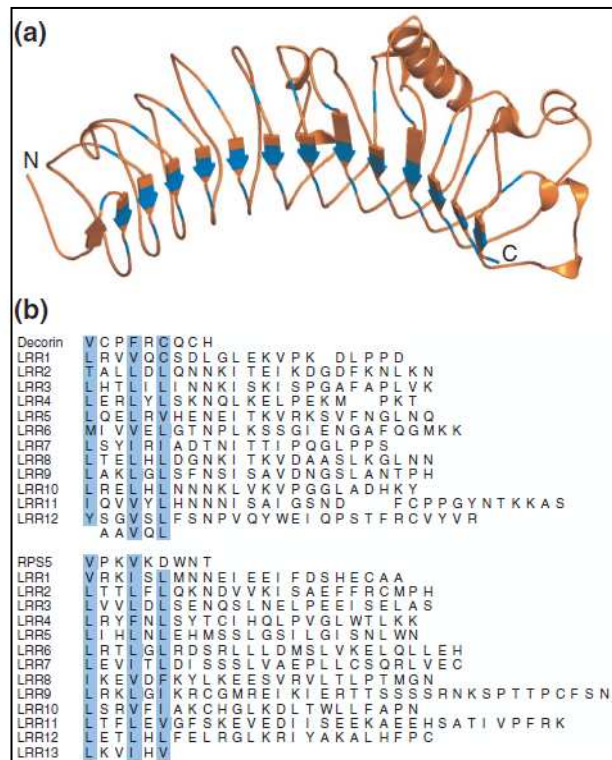 (a)
N
C
(b)
Decorin V C P F R C Q C H
LRR1 L R V V Q C S D L G L E K V P K D L P P D
LRR2 T A L L D L Q N N K I T E I K D G D F K N L K N
LRR3 L H T L I L I N N K I S K I S P G A F A P L V K
LRR4 L E R L Y L S K N Q L K E L P E K M P K T
LRR5 L Q E L R V H E N E I T K V R K S V F N G L N Q
LRR6 M I V V E L G T N P L K S S G I E N G A F Q G M K K
LRR7 L S Y I R I A D T N I T T I P Q G L P P S
LRR8 L T E L H L D G N K I T K V D A A S L K G L N N
LRR9 L A K L G L S F N S I S A V D N G S L A N T P H
LRR10 L R E L H L N N N K L V K V P G G L A D H K Y
LRR11 I Q V V Y L H N N N I S A I G S N D F C P P G Y N T K K A S
LRR12 Y S G V S L F S N P V Q Y W E I Q P S T F R C V Y V R
A A V Q L
RPS5 V P K V K D W N T
LRR1 V R K I S L M N N E I E E I F D S H E C A A
LRR2 L T T L F L Q K N D V V K I S A E F F R C M P H
LRR3 L V V L D L S E N Q S L N E L P E E I S E L A S
LRR4 L R Y F N L S Y T C I H Q L P V G L W T L K K
LRR5 L I H L N L E H M S S L G S I L G I S N L W N
LRR6 L R T L G L R D S R L L L D M S L V K E L Q L L E H
LRR7 L E V I T L D I S S S L V A E P L L C S Q R L V E C
LRR8 I K E V D F K Y L K E E S V R V L T L P T M G N
LRR9 L R K L G I K R C G M R E I K I E R T T S S S S R N K S P T T P C F S N
LRR10 L S R V F I A K C H G L K D L T W L L F A P N
LRR11 L T F L E V G F S K E V E D I I S E E K A E E H S A T I V P F R K
LRR12 L E T L H L F E L R G L K R I Y A K A L H F P C
LRR13 L K V I H V